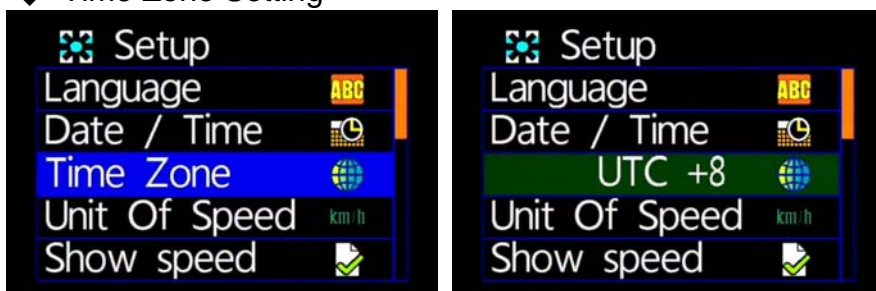 Time Zone Setting
Setup
Language ABC
Date / Time
Time Zone
Unit Of Speed km/h
Show speed
Setup
Language ABC
Date / Time
UTC +8
Unit Of Speed km/h
Show speed